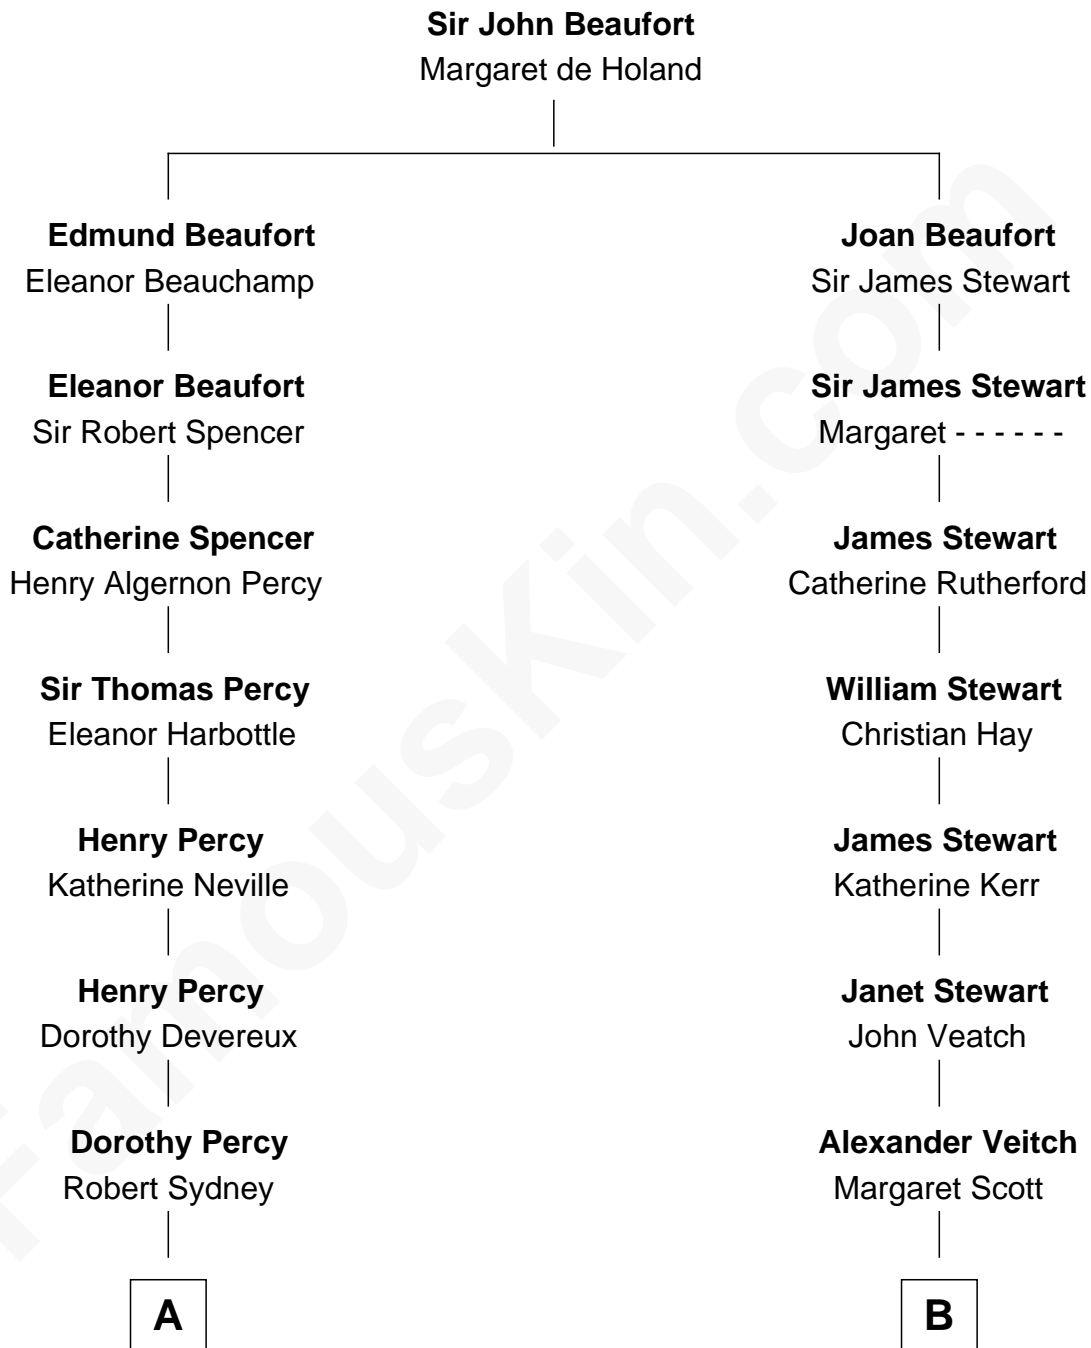 Sir John Beaufort
Margaret de Holand
Edmund Beaufort
Eleanor Beauchamp
Joan Beaufort
Sir James Stewart
Eleanor Beaufort
Sir Robert Spencer
Sir James Stewart
Margaret - - - - - -
Catherine Spencer
Henry Algernon Percy
James Stewart
Catherine Rutherford
Sir Thomas Percy
Eleanor Harbottle
William Stewart
Christian Hay
Henry Percy
Katherine Neville
James Stewart
Katherine Kerr
Henry Percy
Dorothy Devereux
Janet Stewart
John Veatch
Dorothy Percy
Robert Sydney
Alexander Veitch
Margaret Scott
A
B
FamousKin.com